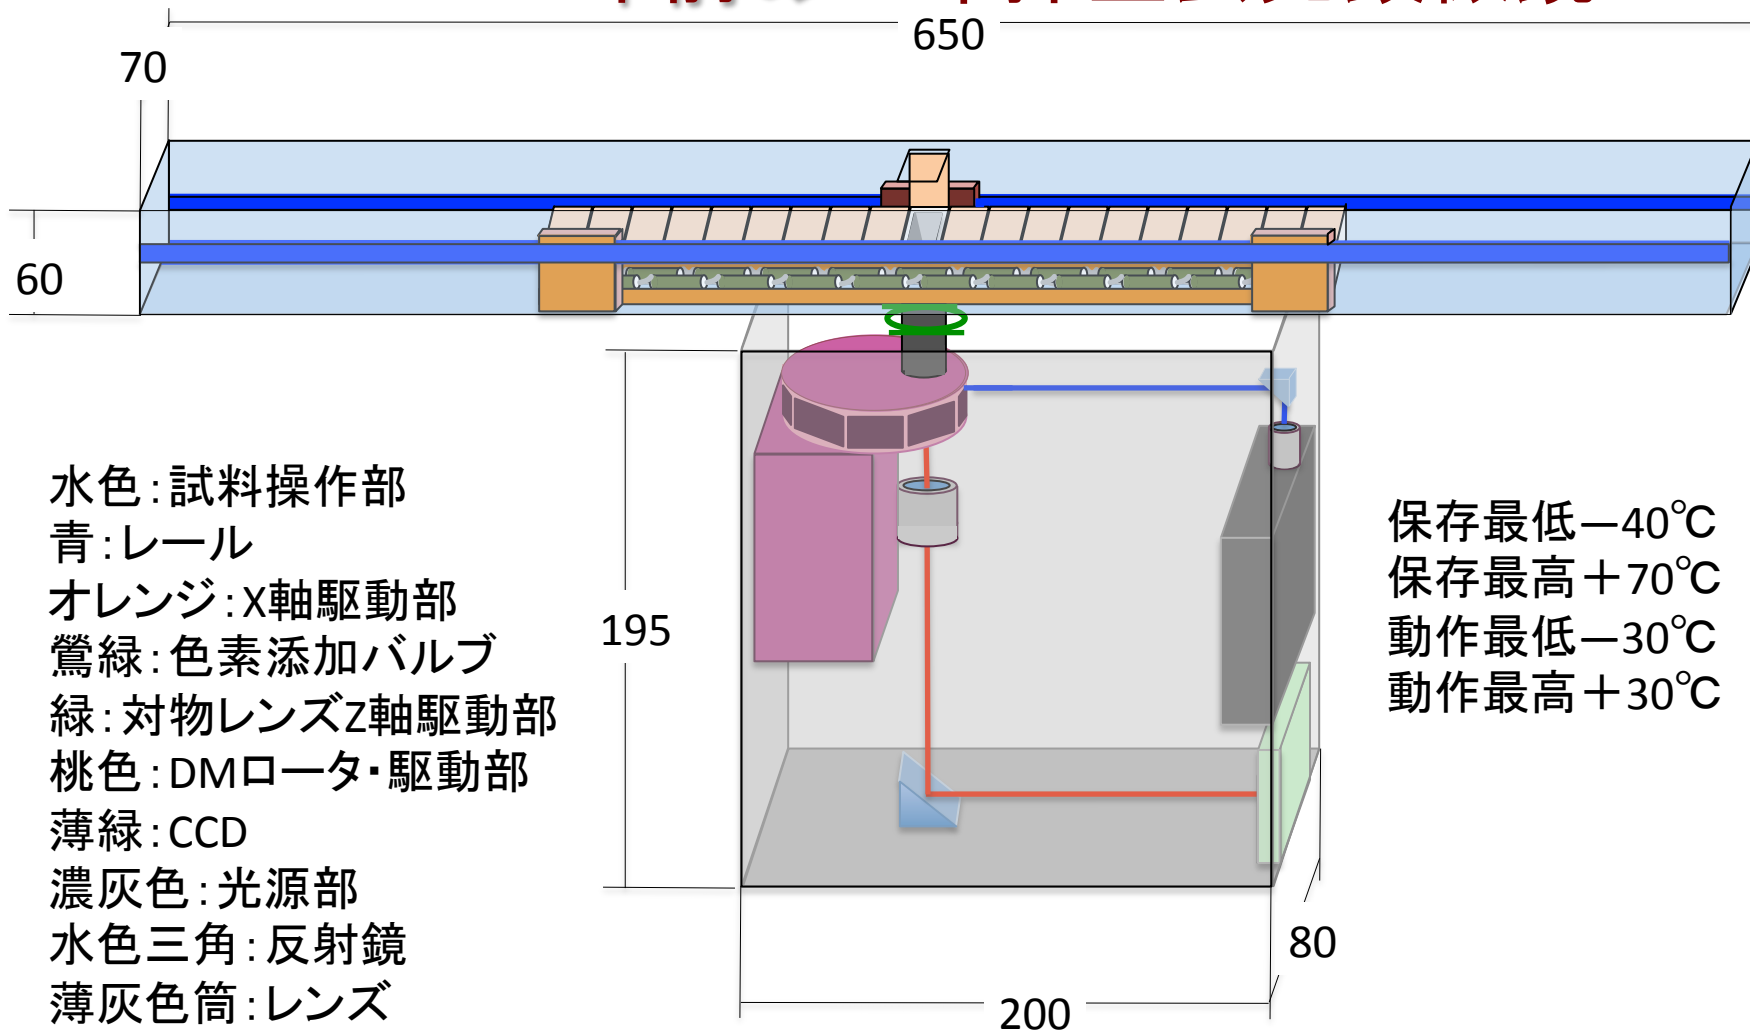 650
70
60
195
水色：試料操作部
青：レール
オレンジ：X軸駆動部
鶯緑：色素添加バルブ
緑：対物レンズZ軸駆動部
桃色：DMロータ・駆動部
薄緑：CCD
濃灰色：光源部
水色三角：反射鏡
薄灰色筒：レンズ
保存最低－40℃
保存最高＋70℃
動作最低－30℃
動作最高＋30℃
80
200